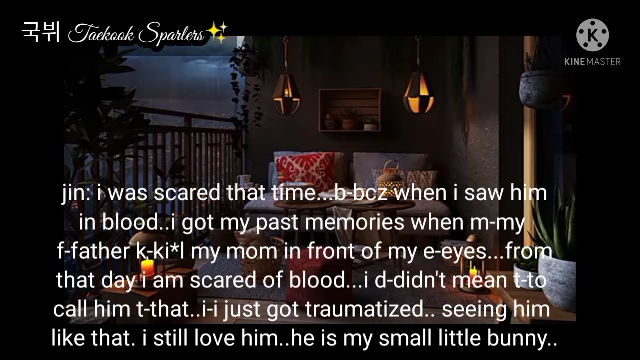 국뷔 Taekook Sparlers✨
KINEMASTER
jin: i was scared that time...b-bcz when i saw him
in blood..i got my past memories when m-my
f-father k-ki*l my mom in front of my e-eyes...from
that day i am scared of blood...i d-didn't mean t-to
call him t-that..i-i just got traumatized.. seeing him
like that. i still love him..he is my small little bunny..